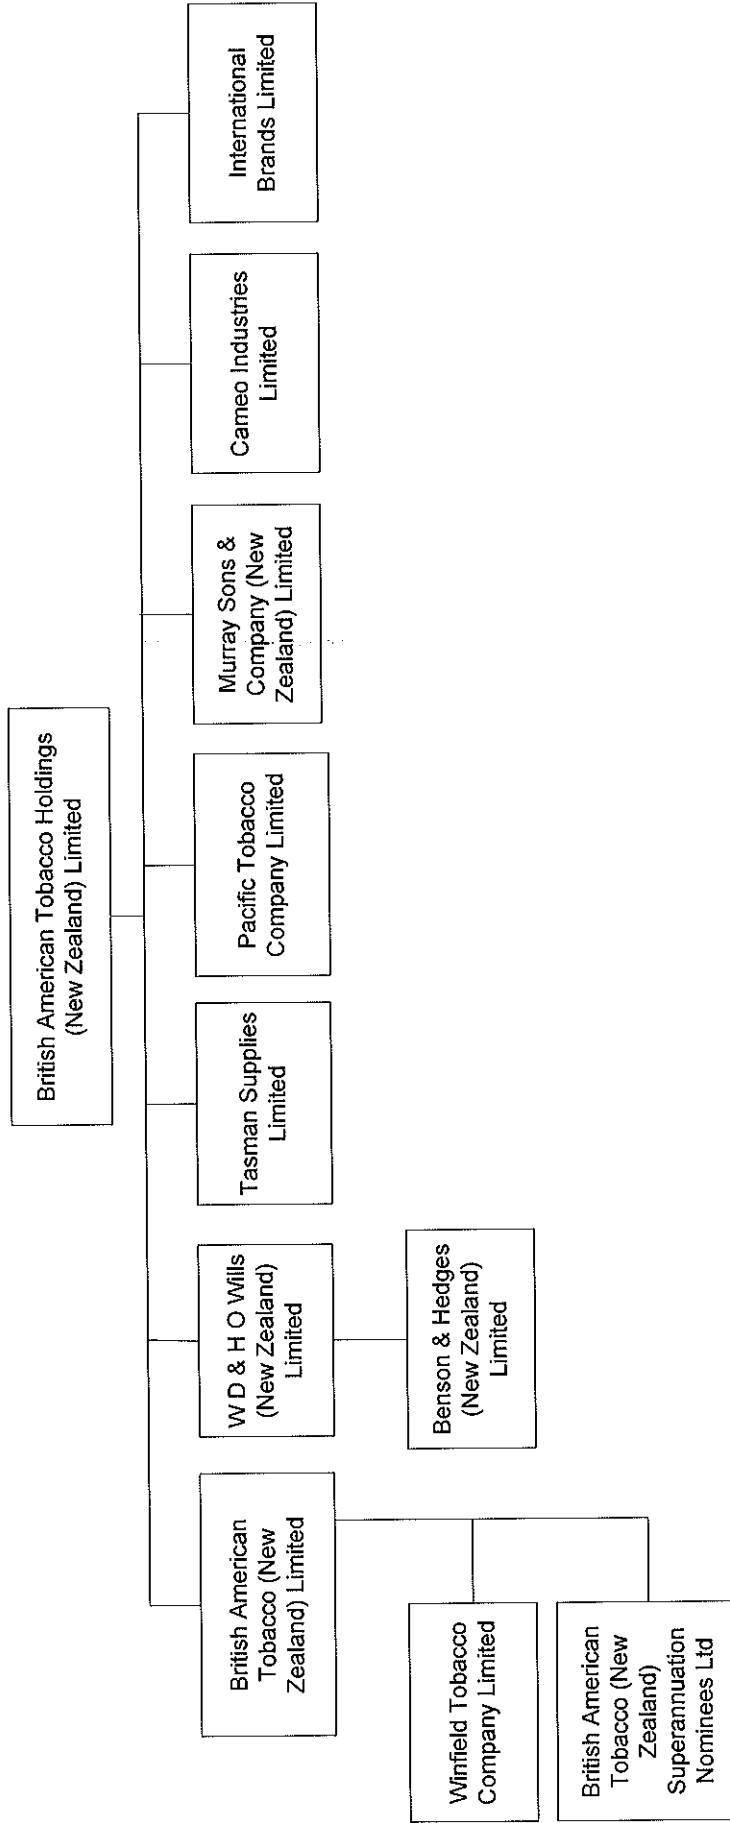 British American Tobacco Holdings
(New Zealand) Limited
British American
Tobacco (New
Zealand) Limited
W D & H O Wills
(New Zealand)
Limited
Tasman Supplies
Limited
Pacific Tobacco
Company Limited
Murray Sons &
Company (New
Zealand) Limited
Cameo Industries
Limited
International
Brands Limited
Winfield Tobacco
Company Limited
Benson & Hedges
(New Zealand)
Limited
British American
Tobacco (New
Zealand)
Superannuation
Nominees Ltd